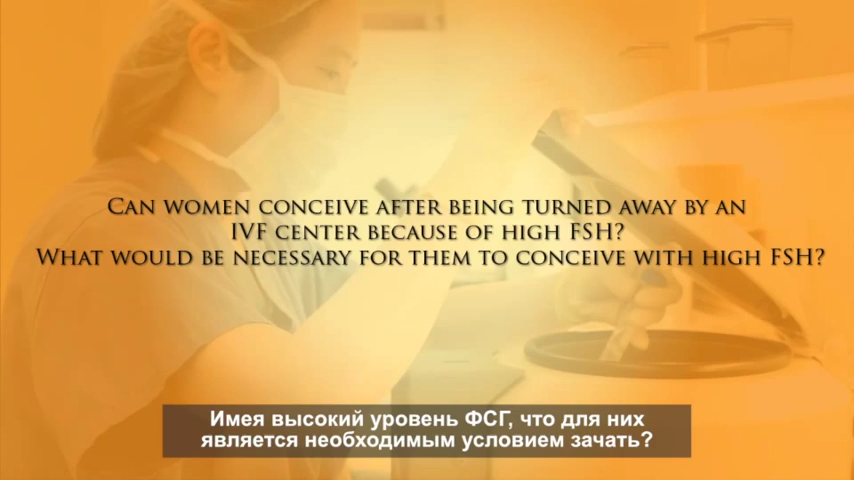 Can women conceive after being turned away by an
IVF center because of high FSH?
What would be necessary for them to conceive with high FSH?
Имея высокий уровень ФСГ, что для них
является необходимым условием зачать?